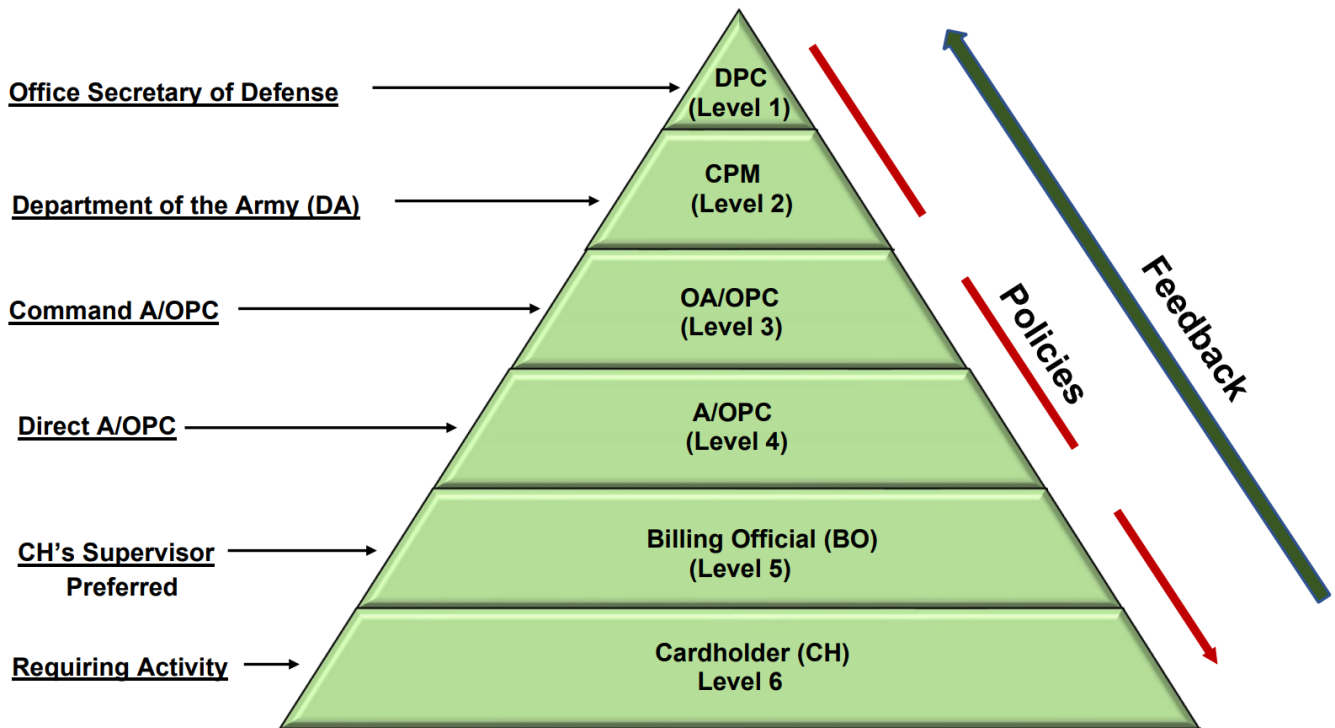 Office Secretary of Defense
DPC
(Level 1)
Department of the Army (DA)
CPM
(Level 2)
Command A/OPC
OA/OPC
(Level 3)
Direct A/OPC
A/OPC
(Level 4)
CH's Supervisor
Preferred
Billing Official (BO)
(Level 5)
Requiring Activity
Cardholder (CH)
Level 6
Policies
Feedback